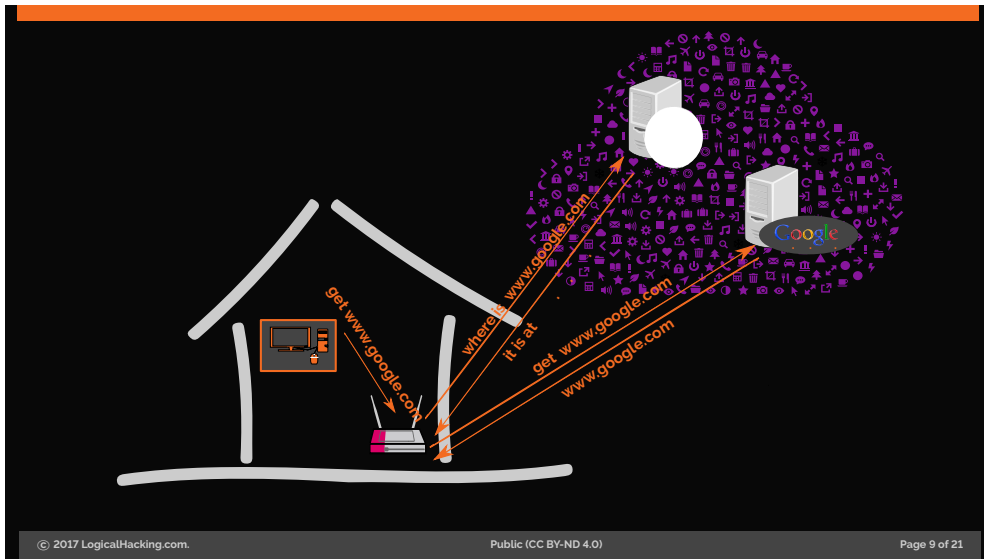 get www.google.com
where is www.google.com
it is at
get www.google.com
www.google.com
Google
© 2017 LogicalHacking.com.
Public (CC BY-ND 4.0)
Page 9 of 21